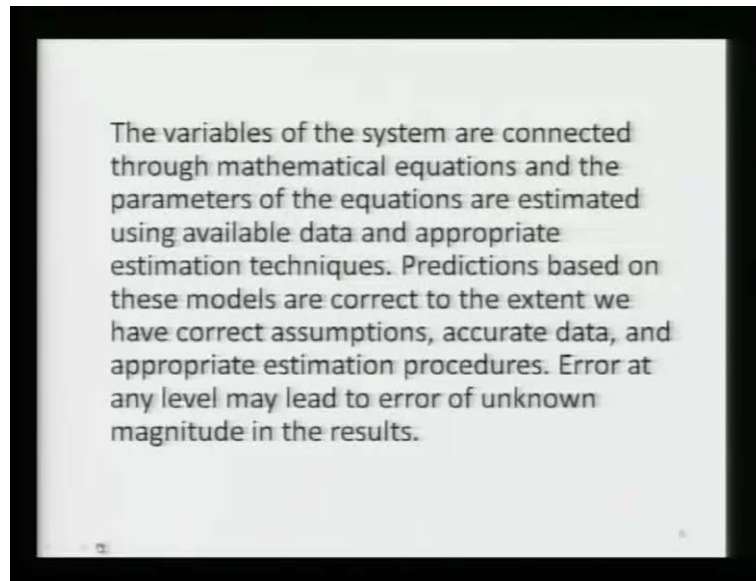 The variables of the system are connected
through mathematical equations and the
parameters of the equations are estimated
using available data and appropriate
estimation techniques. Predictions based on
these models are correct to the extent we
have correct assumptions, accurate data, and
appropriate estimation procedures. Error at
any level may lead to error of unknown
magnitude in the results.